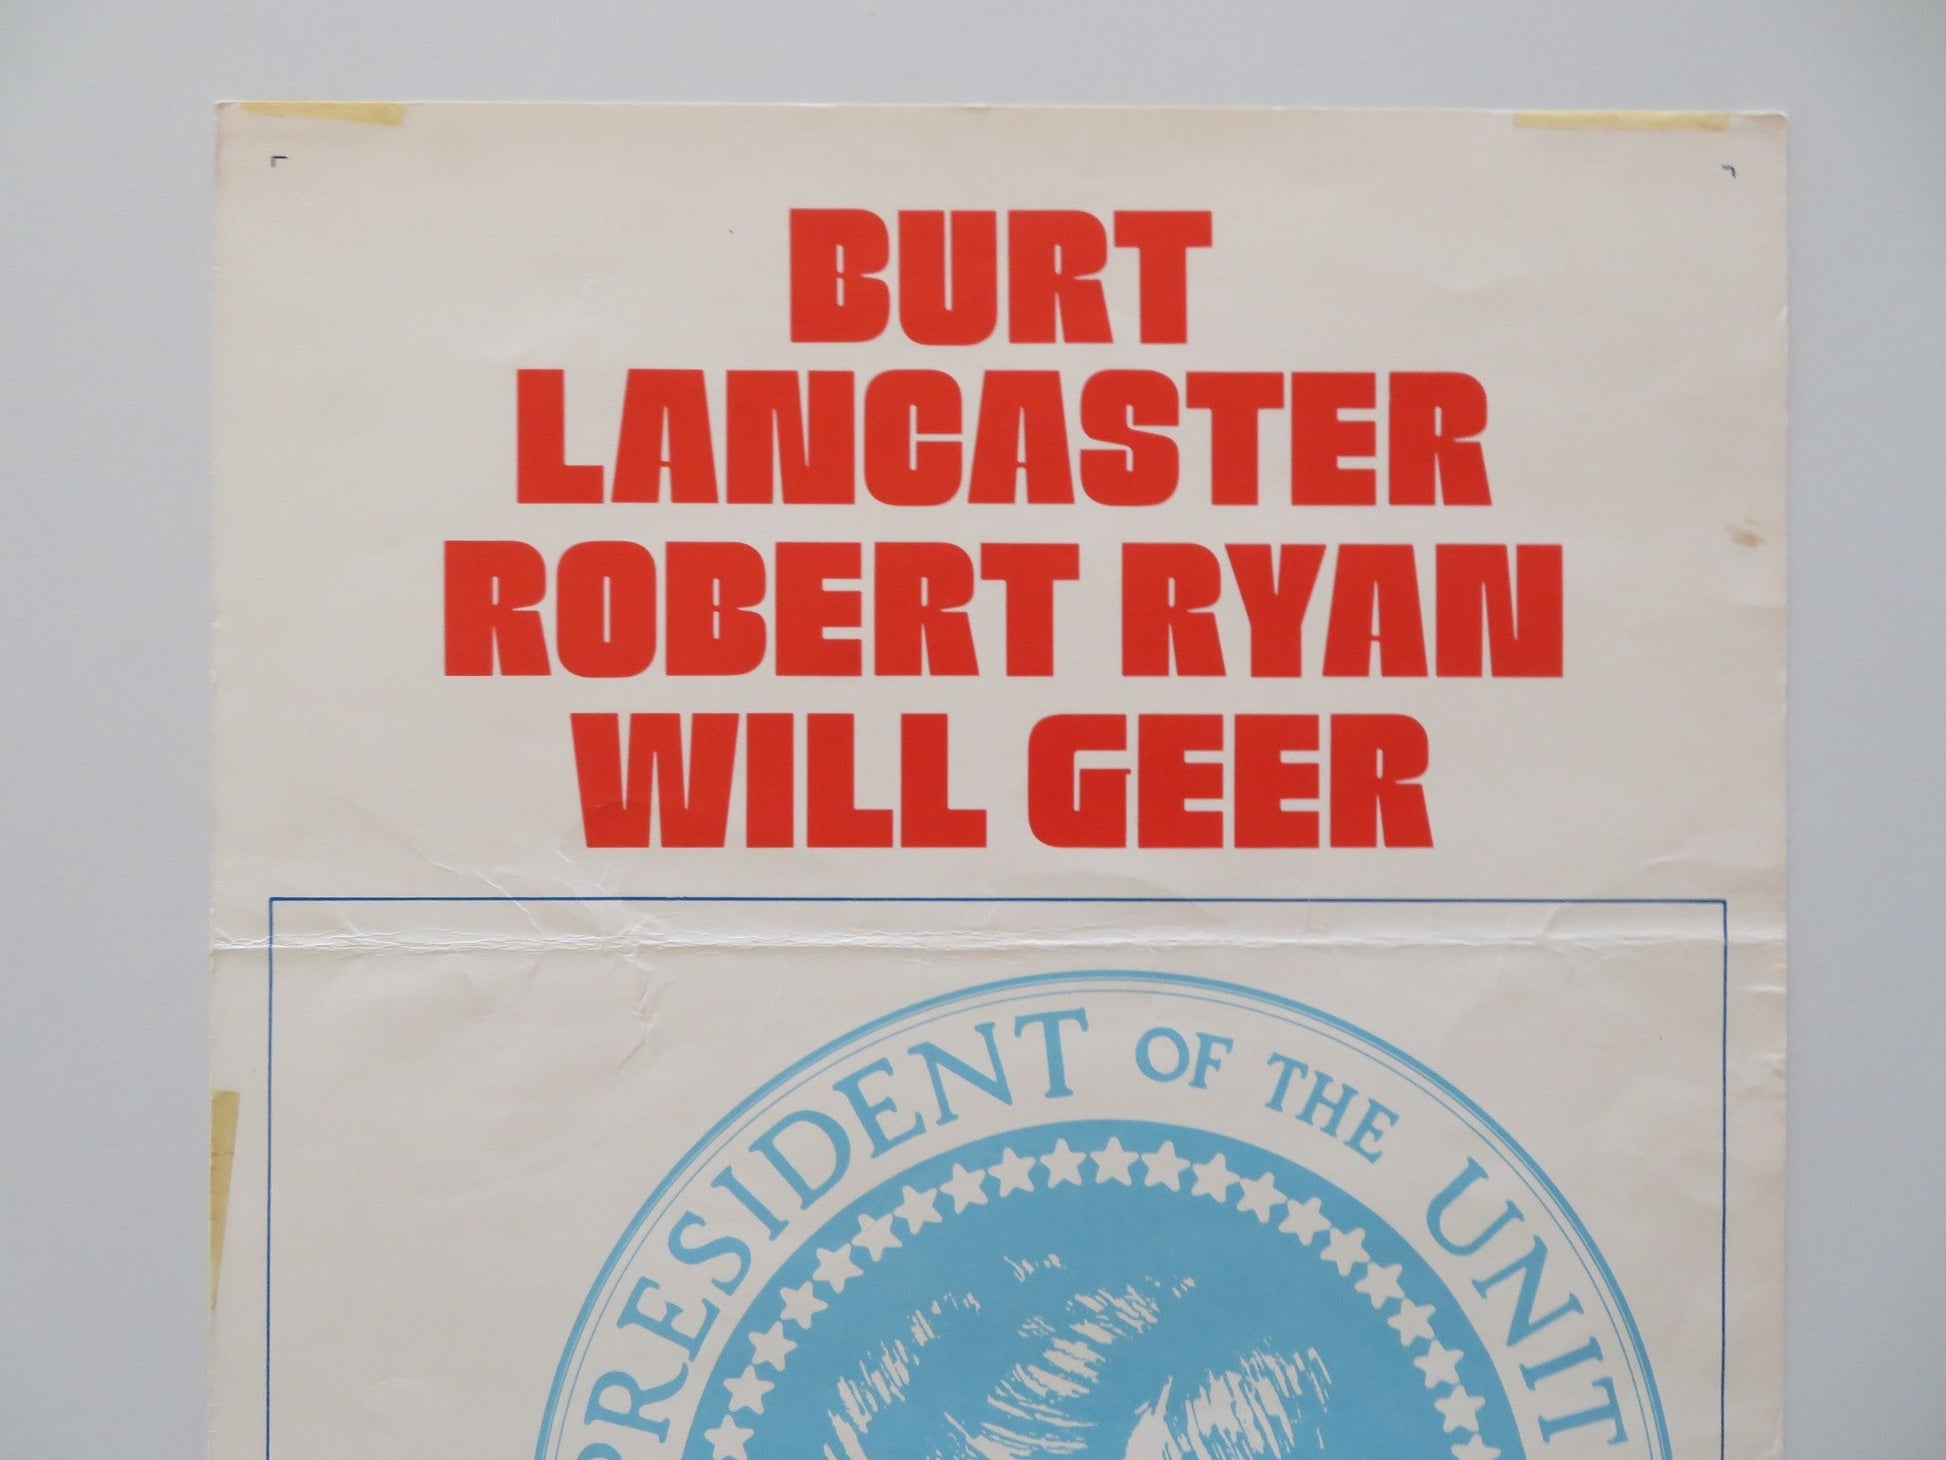 BURT
LANCASTER
ROBERT RYAN
WILL GEER
PRESIDENT OF THE UNIT